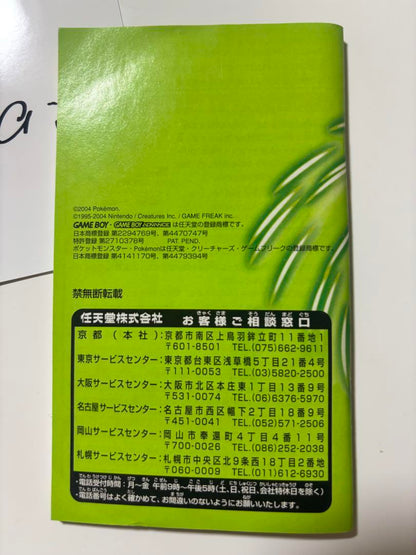 ©2004 Pokémon.
©1995-2004 Nintendo / Creatures Inc. / GAME FREAK inc.
GAME BOY・GAME BOY ADVANCE は任天堂の登録商標です。
日本商標登録 第2294769号、第4470747号
特許登録 第2710378号 PAT. PEND.
ポケットモンスター・Pokémonは任天堂・クリーチャーズ・ゲームフリークの登録商標です。
日本商標登録 第4141170号、第4479394号
禁無断転載
任天堂株式会社 お客様ご相談窓口
京都(本社):京都市南区上鳥羽鉾立町11番地1
〒601-8501 TEL.(075)662-9611
東京サービスセンター:東京都台東区浅草橋5丁目21番4号
〒111-0053 TEL.(03)5820-2500
大阪サービスセンター:大阪市北区本庄東1丁目13番9号
〒531-0074 TEL.(06)6376-5970
名古屋サービスセンター:名古屋市西区幅下2丁目18番9号
〒451-0041 TEL.(052)571-2506
岡山サービスセンター:岡山市奉還町4丁目4番11号
〒700-0026 TEL.(086)252-2038
札幌サービスセンター:札幌市中央区北9条西18丁目2番地
〒060-0009 TEL.(011)612-6930
・電話受付時間:月〜金 午前9時〜午後5時(土、日、祝日、会社特休日を除く)
・電話番号はよく確かめて、お間違いのないようにお願いいたします。